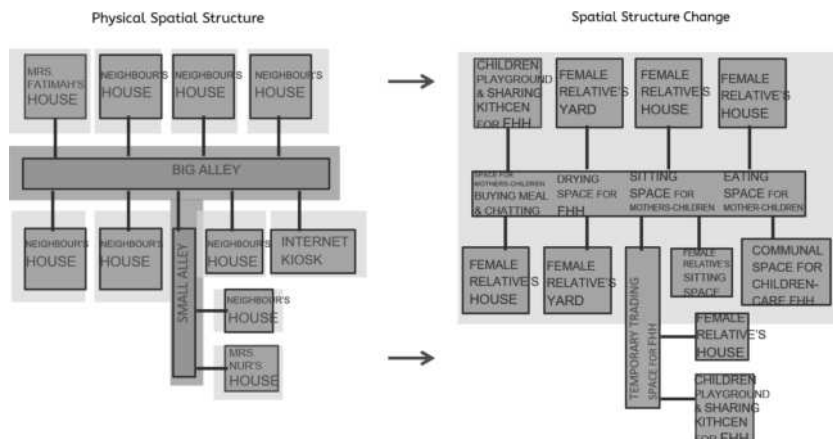 Physical Spatial Structure
Spatial Structure Change
MRS.
FATIMAH'S
HOUSE
NEIGHBOUR'S
HOUSE
NEIGHBOUR'S
HOUSE
NEIGHBOUR'S
HOUSE
BIG ALLEY
NEIGHBOUR'S
HOUSE
NEIGHBOUR'S
HOUSE
SMALL ALLEY
NEIGHBOUR'S
HOUSE
INTERNET
KIOSK
NEIGHBOUR'S
HOUSE
MRS.
NUR'S
HOUSE
CHILDREN
PLAYGROUND
& SHARING
KITHCEN
FOR FHH
FEMALE
RELATIVE'S
YARD
FEMALE
RELATIVE'S
HOUSE
FEMALE
RELATIVE'S
HOUSE
SPACE FOR
MOTHERS-CHILDREN
BUYING MEAL
& CHATTING
DRYING
SPACE FOR
FHH
SITTING
SPACE FOR
MOTHERS-CHILDREN
EATING
SPACE FOR
MOTHER-CHILDREN
FEMALE
RELATIVE'S
HOUSE
FEMALE
RELATIVE'S
YARD
TEMPORARY TRADING
SPACE for FHH
FEMALE
RELATIVE'S
SITTING
SPACE
COMMUNAL
SPACE FOR
CHILDREN-
CARE FHH
FEMALE
RELATIVE'S
HOUSE
CHILDREN
PLAYGROUND
& SHARING
KITHCEN
FOR FHH